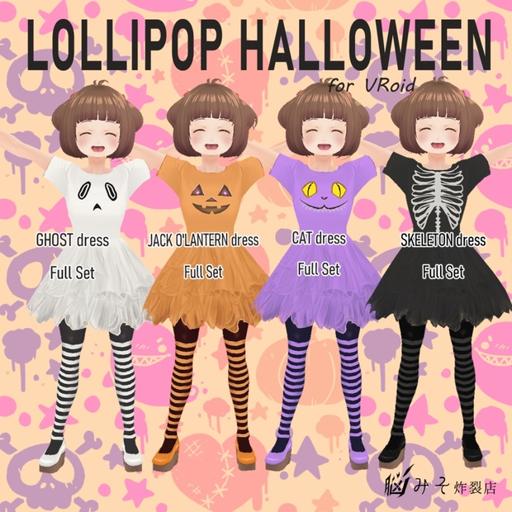 LOLLIPOP HALLOWEEN
for VRoid
GHOST dress
Full Set
JACK O'LANTERN dress
Full Set
CAT dress
Full Set
SKELETON dress
Full Set
脳みそ炸裂店